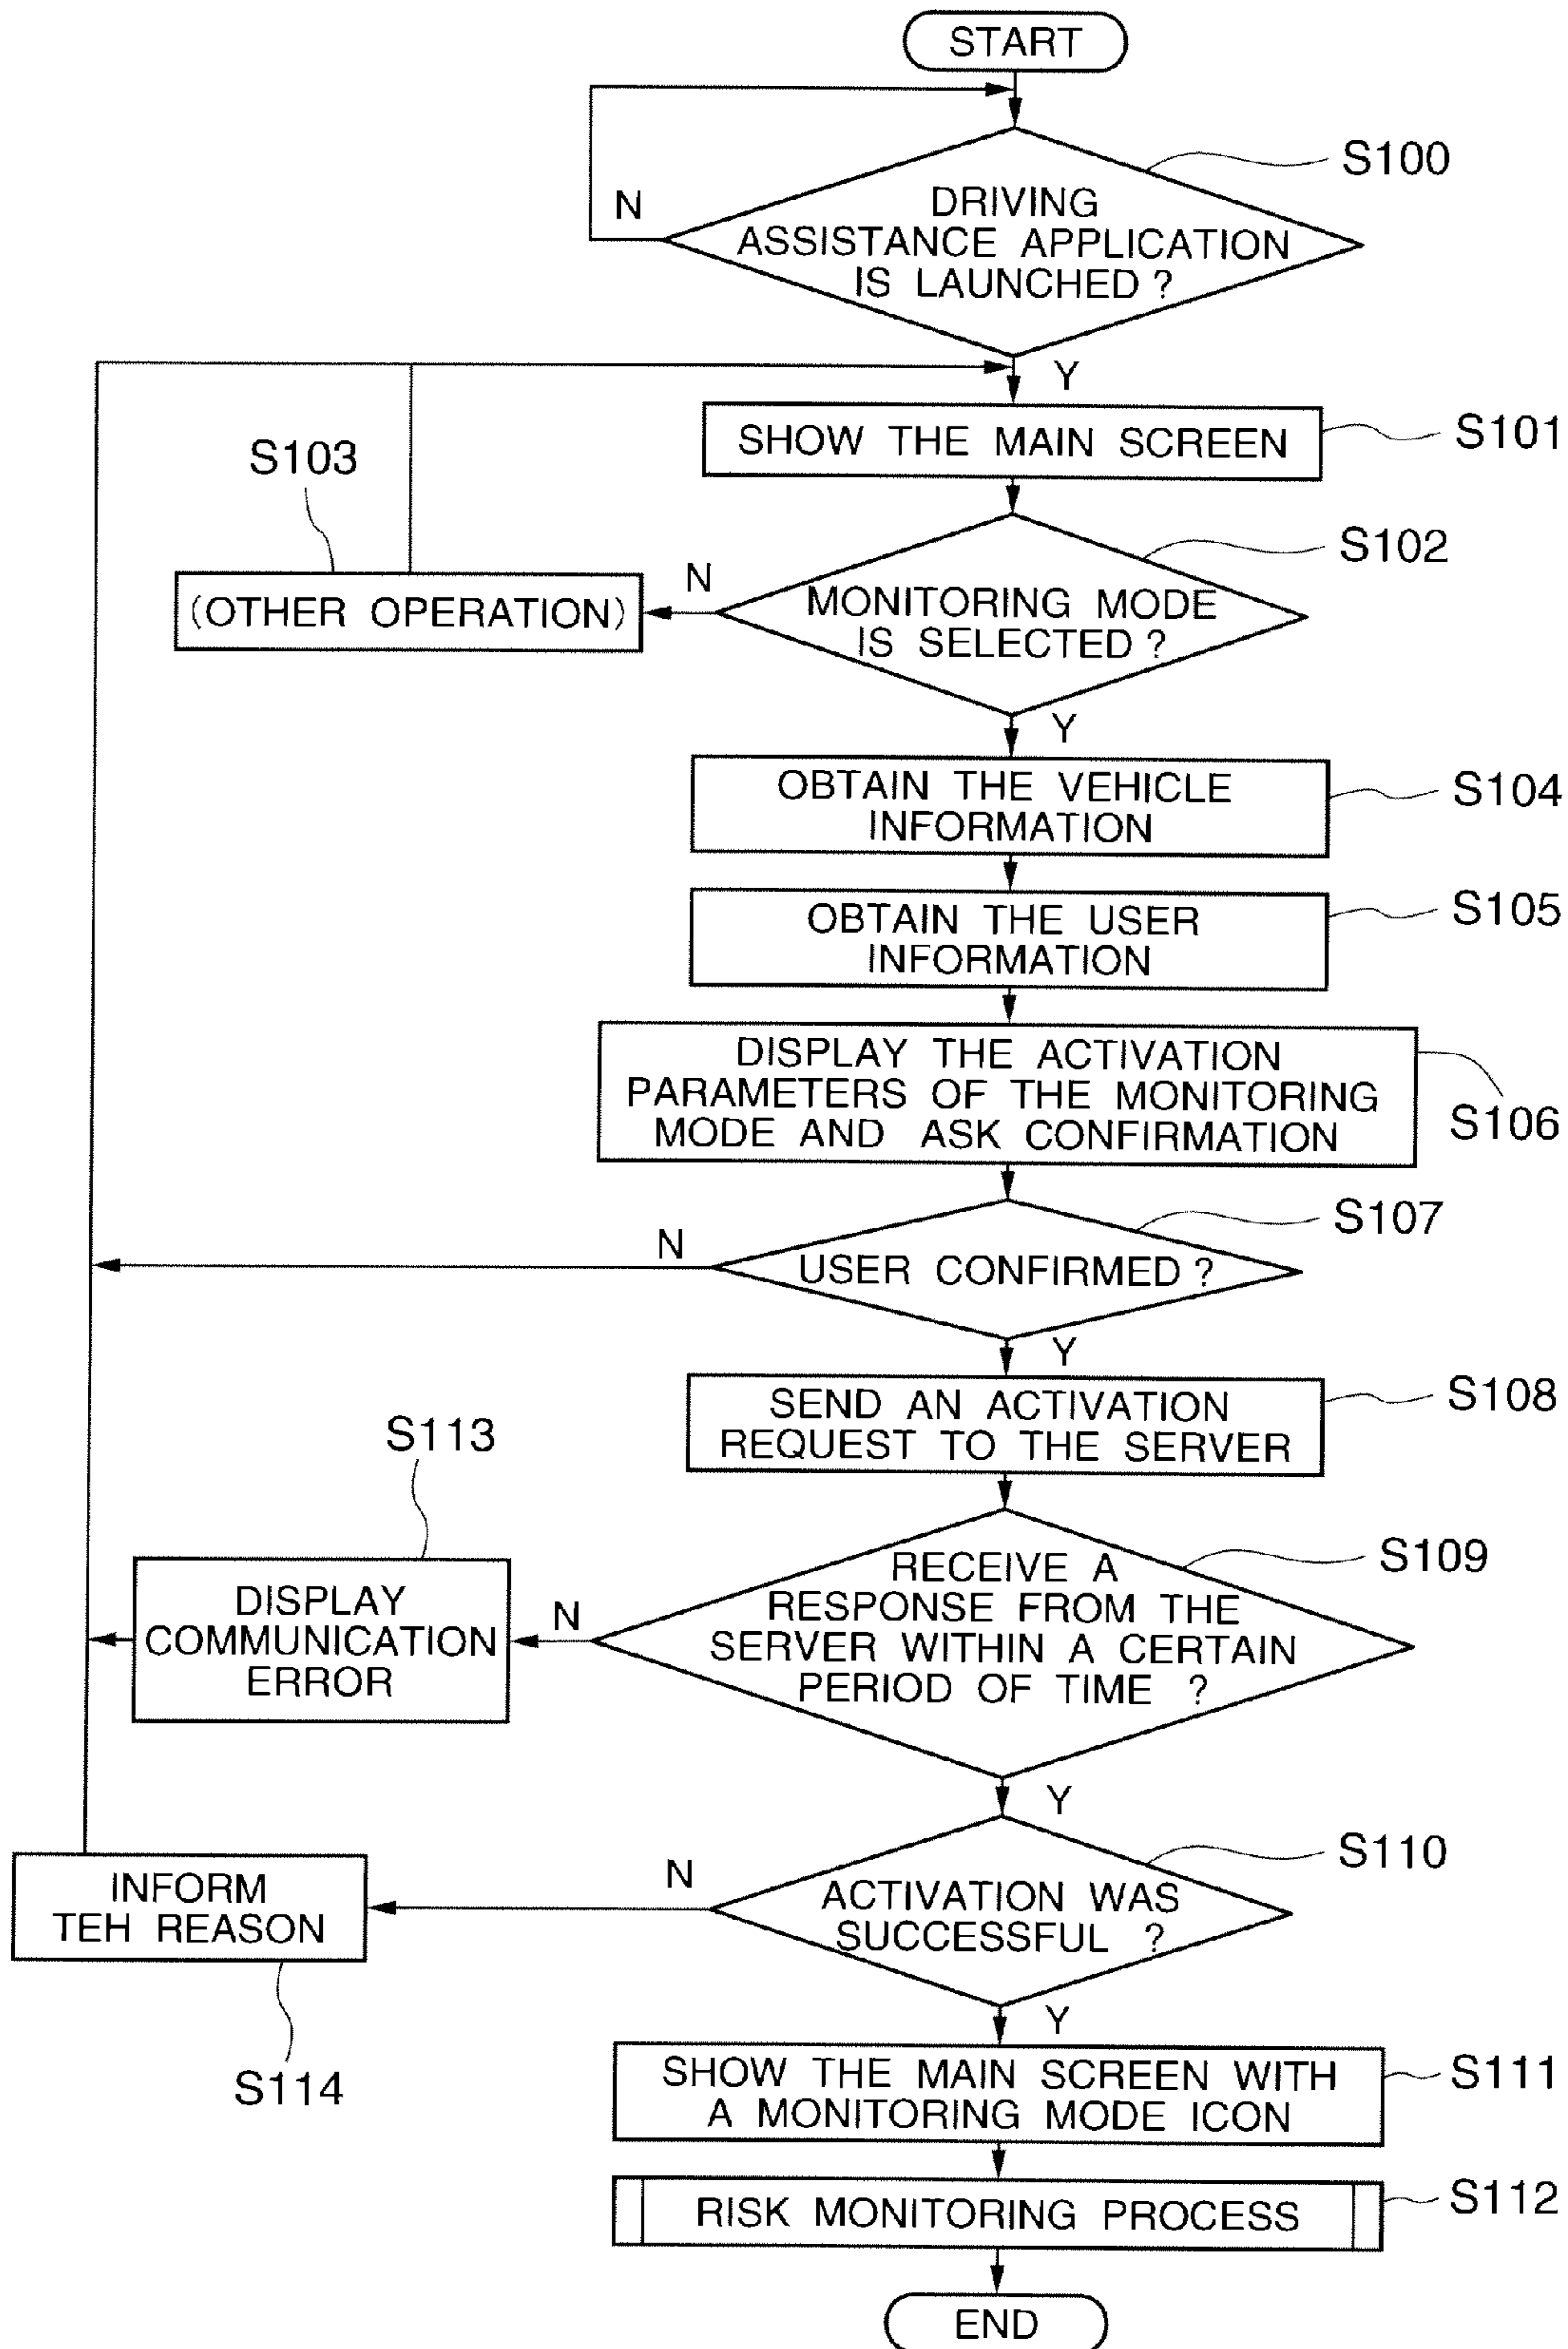 START
S100
N
DRIVING
ASSISTANCE APPLICATION
IS LAUNCHED ?
Y
SHOW THE MAIN SCREEN
S101
S103
S102
N
(OTHER OPERATION)
MONITORING MODE
IS SELECTED ?
Y
OBTAIN THE VEHICLE
INFORMATION
S104
OBTAIN THE USER
INFORMATION
S105
DISPLAY THE ACTIVATION
PARAMETERS OF THE MONITORING
MODE AND ASK CONFIRMATION
S106
S107
N
USER CONFIRMED ?
Y
SEND AN ACTIVATION
REQUEST TO THE SERVER
S108
S113
S109
DISPLAY
COMMUNICATION
ERROR
N
RECEIVE A
RESPONSE FROM THE
SERVER WITHIN A CERTAIN
PERIOD OF TIME ?
Y
S110
INFORM
TEH REASON
N
ACTIVATION WAS
SUCCESSFUL ?
Y
S114
SHOW THE MAIN SCREEN WITH
A MONITORING MODE ICON
S111
RISK MONITORING PROCESS
S112
END